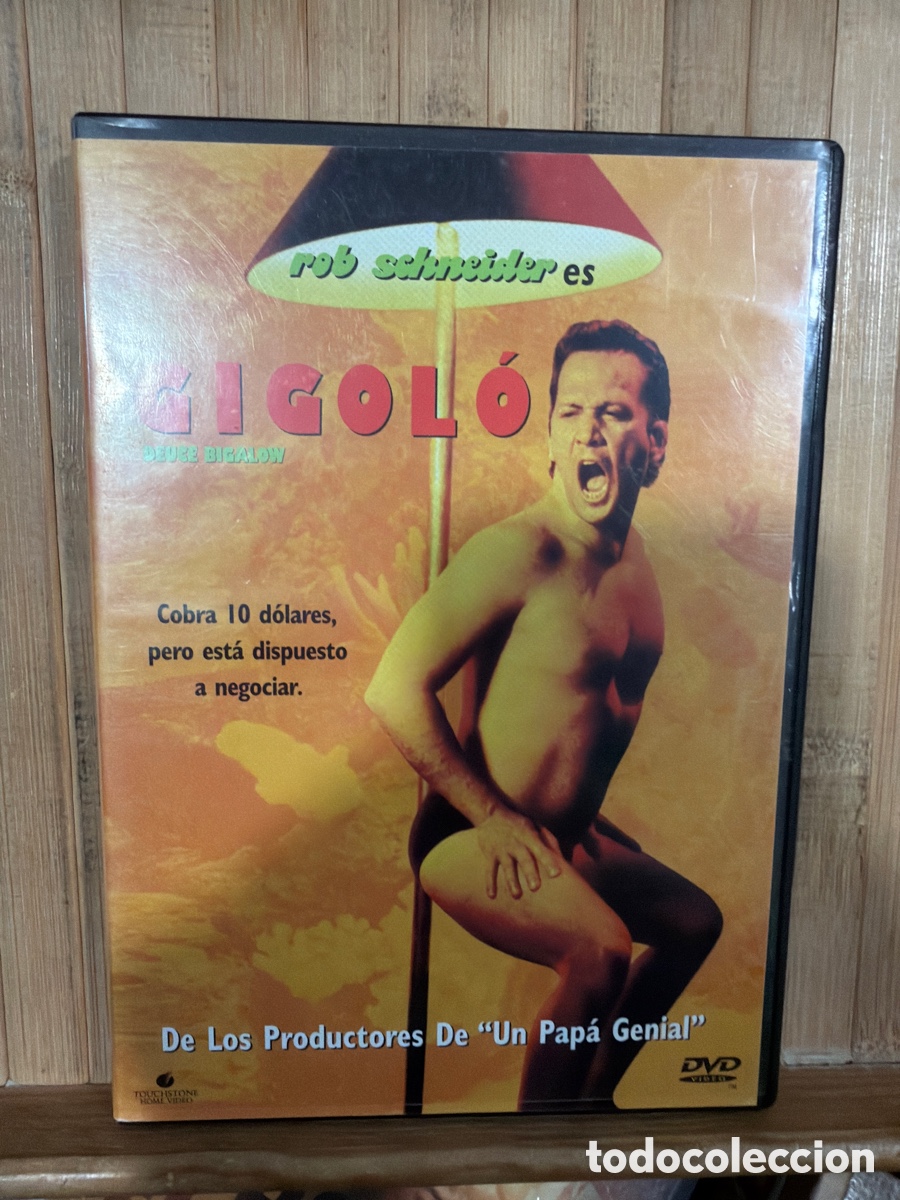 rob schneider es
GIGOLÓ
DEUCE BIGALOW
Cobra 10 dólares,
pero está dispuesto
a negociar.
De Los Productores De “Un Papá Genial”
TOUCHSTONE
HOME VIDEO
DVD
VIDEO
TM
todocoleccion